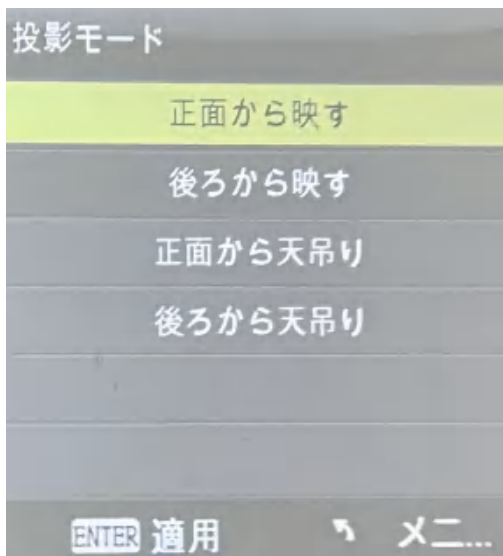 投影モード
正面から映す
後ろから映す
正面から天吊り
後ろから天吊り
ENTER 適用 メニ...